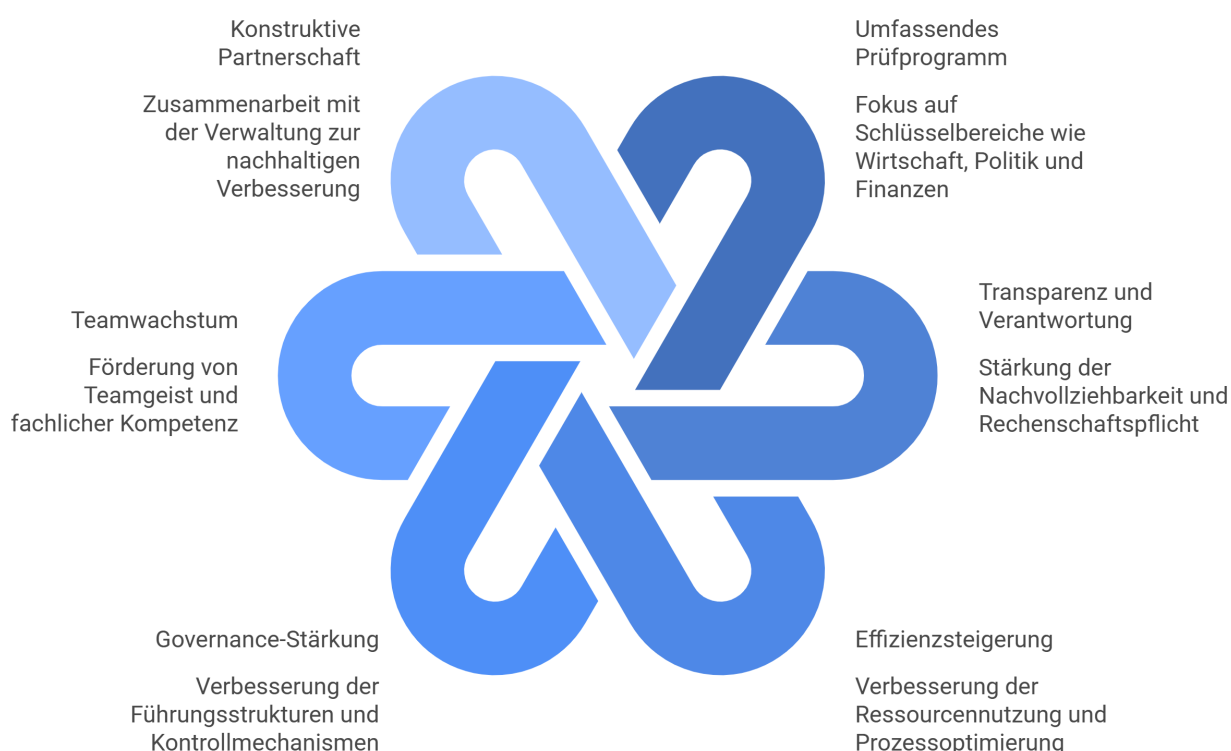 Konstruktive
Partnerschaft
Zusammenarbeit mit
der Verwaltung zur
nachhaltigen
Verbesserung
Umfassendes
Prüfprogramm
Fokus auf
Schlüsselbereiche wie
Wirtschaft, Politik und
Finanzen
Teamwachstum
Förderung von
Teamgeist und
fachlicher Kompetenz
Transparenz und
Verantwortung
Stärkung der
Nachvollziehbarkeit und
Rechenschaftspflicht
Governance-Stärkung
Verbesserung der
Führungsstrukturen und
Kontrollmechanismen
Effizienzsteigerung
Verbesserung der
Ressourcennutzung und
Prozessoptimierung